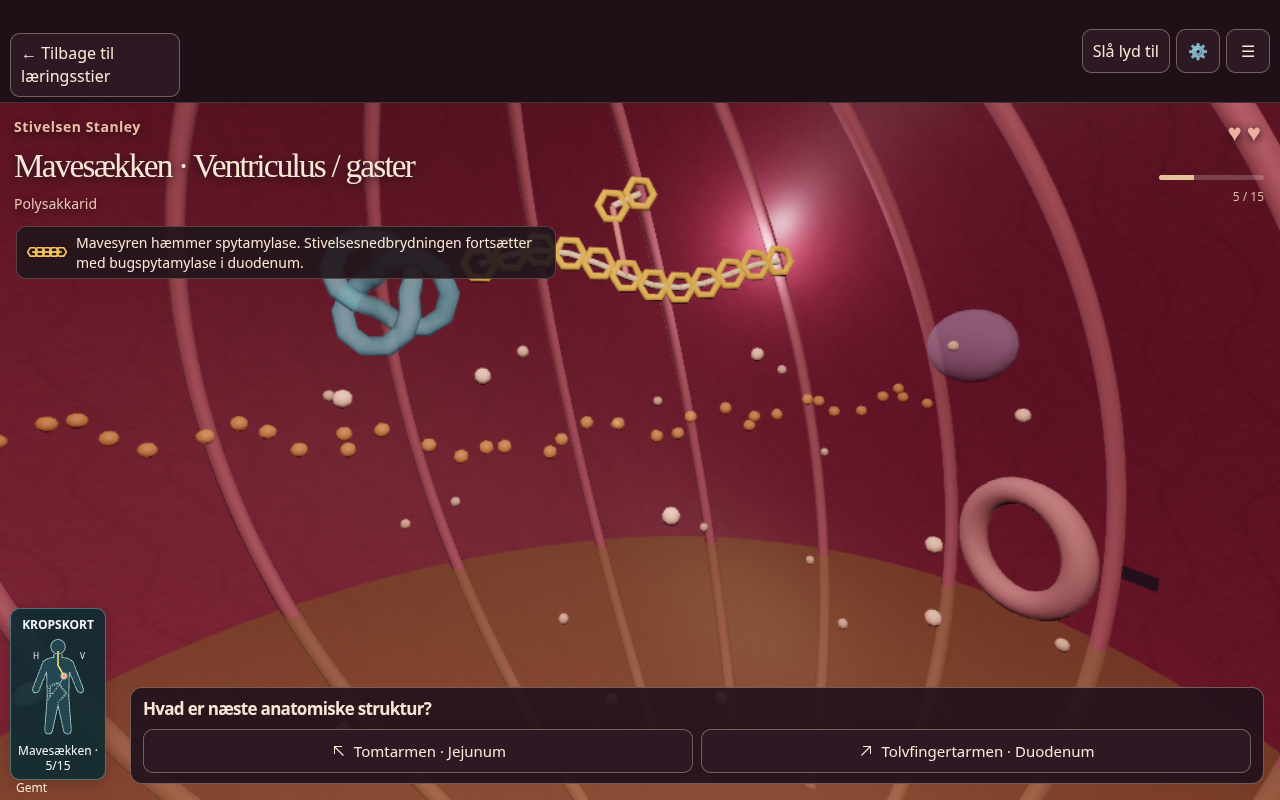 ← Tilbage til
læringsstier
Slå lyd til
☰
Stivelsen Stanley
Mavesækken · Ventriculus / gaster
Polysakkarid
♥ ♥
5 / 15
Mavesyren hæmmer spytamylase. Stivelsesnedbrydningen fortsætter
med bugspytamylase i duodenum.
KROPSKORT
H V
Mavesækken ·
5/15
Gemt
Hvad er næste anatomiske struktur?
↖ Tomtarmen · Jejunum
↗ Tolvfingertarmen · Duodenum